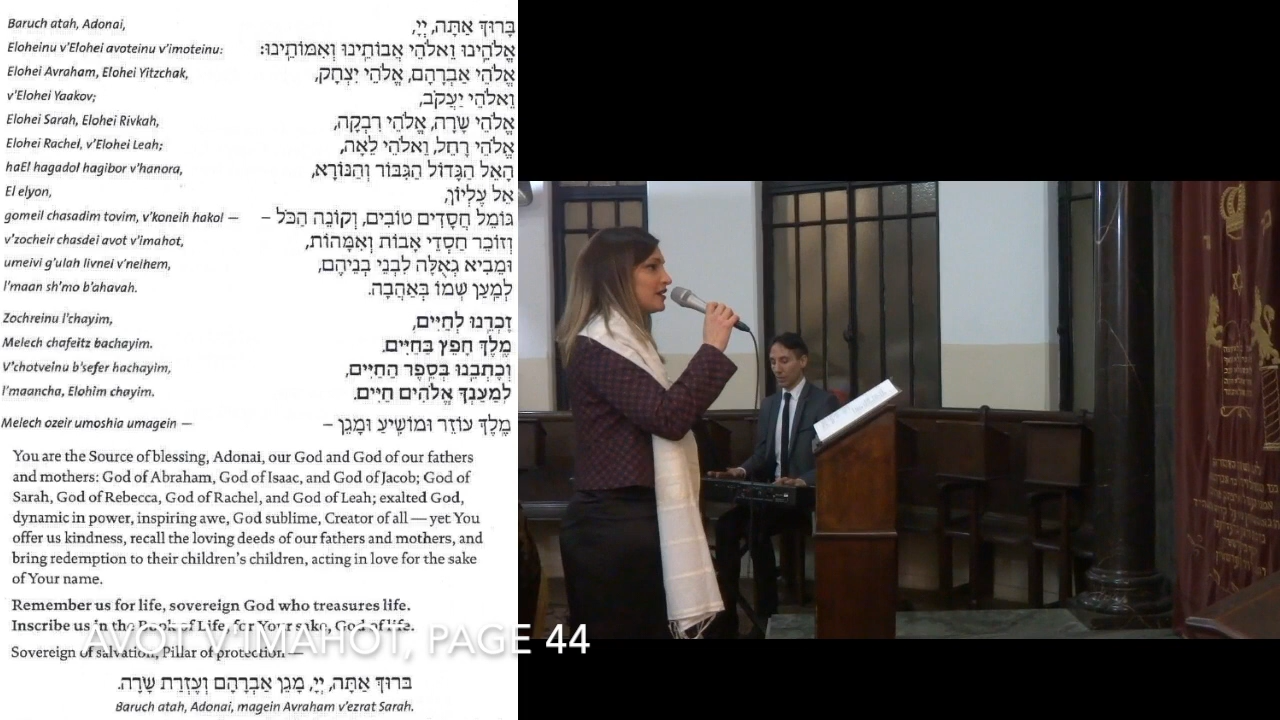 Baruch atah, Adonai, בָּרוּךְ אַתָּה, יְיָ,
Eloheinu v'Elohei avoteinu v'imoteinu: אֱלֹהֵֽינוּ וֵאלֹהֵי אֲבוֹתֵֽינוּ וְאִמּוֹתֵֽינוּ:
Elohei Avraham, Elohei Yitzchak, אֱלֹהֵי אַבְרָהָם, אֱלֹהֵי יִצְחָק,
v'Elohei Yaakov; וֵאלֹהֵי יַעֲקֹב,
Elohei Sarah, Elohei Rivkah, אֱלֹהֵי שָׂרָה, אֱלֹהֵי רִבְקָה,
Elohei Rachel, v'Elohei Leah; אֱלֹהֵי רָחֵל, וֵאלֹהֵי לֵאָה,
haEl hagadol hagibor v'hanora, הָאֵל הַגָּדוֹל הַגִּבּוֹר וְהַנּוֹרָא,
El elyon, אֵל עֶלְיוֹן,
gomeil chasadim tovim, v'koneih hakol — גּוֹמֵל חֲסָדִים טוֹבִים, וְקוֹנֵה הַכֹּל –
v'zocheir chasdei avot v'imahot, וְזוֹכֵר חַסְדֵי אָבוֹת וְאִמָּהוֹת,
umeivi g'ulah livnei v'neihem, וּמֵבִיא גְאֻלָּה לִבְנֵי בְנֵיהֶם,
l'maan sh'mo b'ahavah. לְמַֽעַן שְׁמוֹ בְּאַהֲבָה.
Zochreinu l'chayim, זָכְרֵֽנוּ לְחַיִּים,
Melech chafeitz bachayim. מֶֽלֶךְ חָפֵץ בַּחַיִּים.
V'chotveinu b'sefer hachayim, וְכָתְבֵֽנוּ בְּסֵֽפֶר הַחַיִּים,
l'maancha, Elohim chayim. לְמַעַנְךָ אֱלֹהִים חַיִּים.
Melech ozeir umoshia umagein — מֶֽלֶךְ עוֹזֵר וּמוֹשִֽׁיעַ וּמָגֵן –
You are the Source of blessing, Adonai, our God and God of our fathers
and mothers: God of Abraham, God of Isaac, and God of Jacob; God of
Sarah, God of Rebecca, God of Rachel, and God of Leah; exalted God,
dynamic in power, inspiring awe, God sublime, Creator of all — yet You
offer us kindness, recall the loving deeds of our fathers and mothers, and
bring redemption to their children's children, acting in love for the sake
of Your name.
Remember us for life, sovereign God who treasures life.
Inscribe us in the Book of Life, for Your sake, God of life.
AVOT V'IMAHOT, PAGE 44
Sovereign of salvation, Pillar of protection —
בָּרוּךְ אַתָּה, יְיָ, מָגֵן אַבְרָהָם וְעֶזְרַת שָׂרָה.
Baruch atah, Adonai, magein Avraham v'ezrat Sarah.